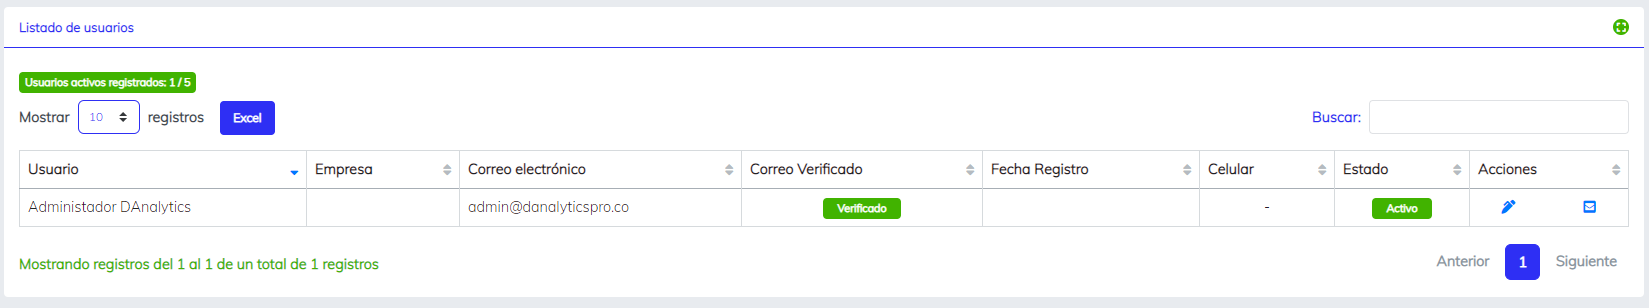 Listado de usuarios
Usuarios activos registrados: 1 / 5
Mostrar 10 registros Excel Buscar:
Usuario Empresa Correo electrónico Correo Verificado Fecha Registro Celular Estado Acciones
Administador DAnalytics admin@danalyticspro.co Verificado - Activo
Mostrando registros del 1 al 1 de un total de 1 registros Anterior 1 Siguiente